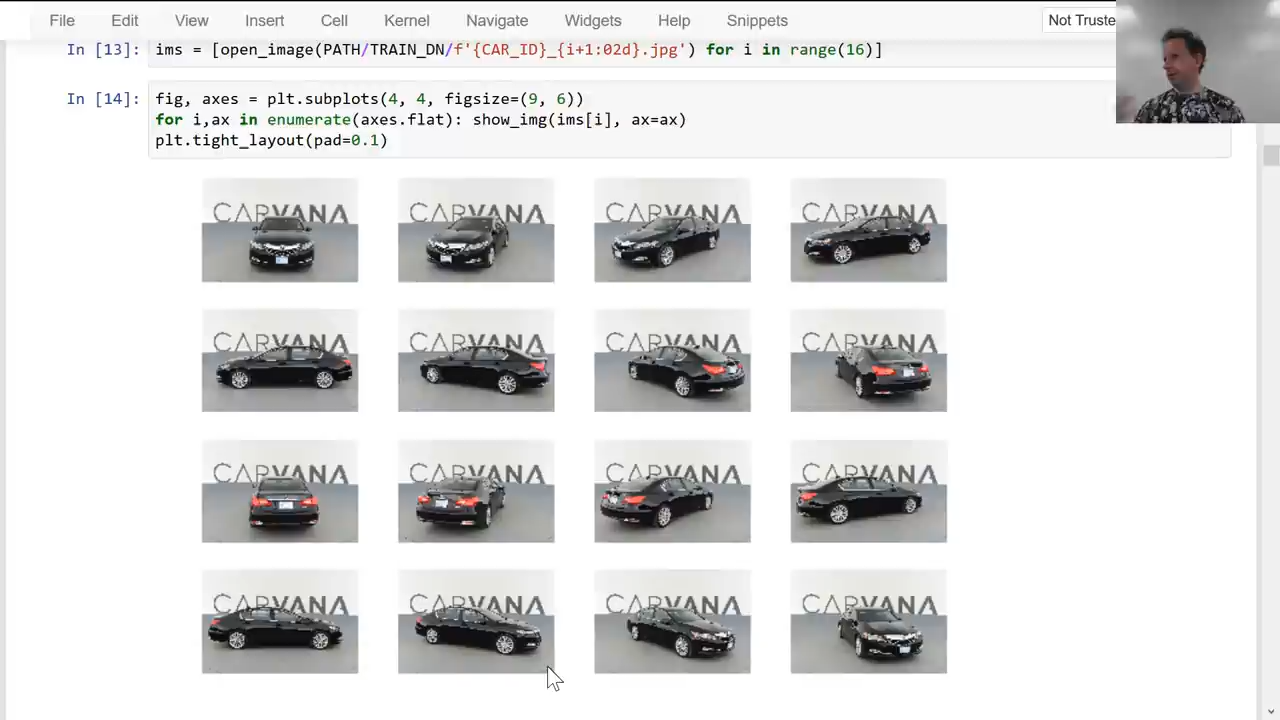 File Edit View Insert Cell Kernel Navigate Widgets Help Snippets Not Truste
In [13]: ims = [open_image(PATH/TRAIN_DN/f'{CAR_ID}_{i+1:02d}.jpg') for i in range(16)]
In [14]: fig, axes = plt.subplots(4, 4, figsize=(9, 6))
for i,ax in enumerate(axes.flat): show_img(ims[i], ax=ax)
plt.tight_layout(pad=0.1)
CARVANA CARVANA CARVANA CARVANA
CARVANA CARVANA CARVANA CARVANA
CARVANA CARVANA CARVANA CARVANA
CARVANA CARVANA CARVANA CARVANA